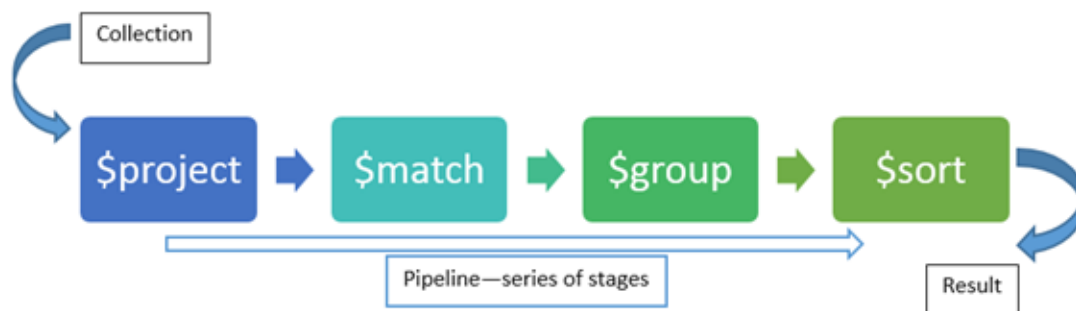 Collection
$project
$match
$group
$sort
Pipeline—series of stages
Result